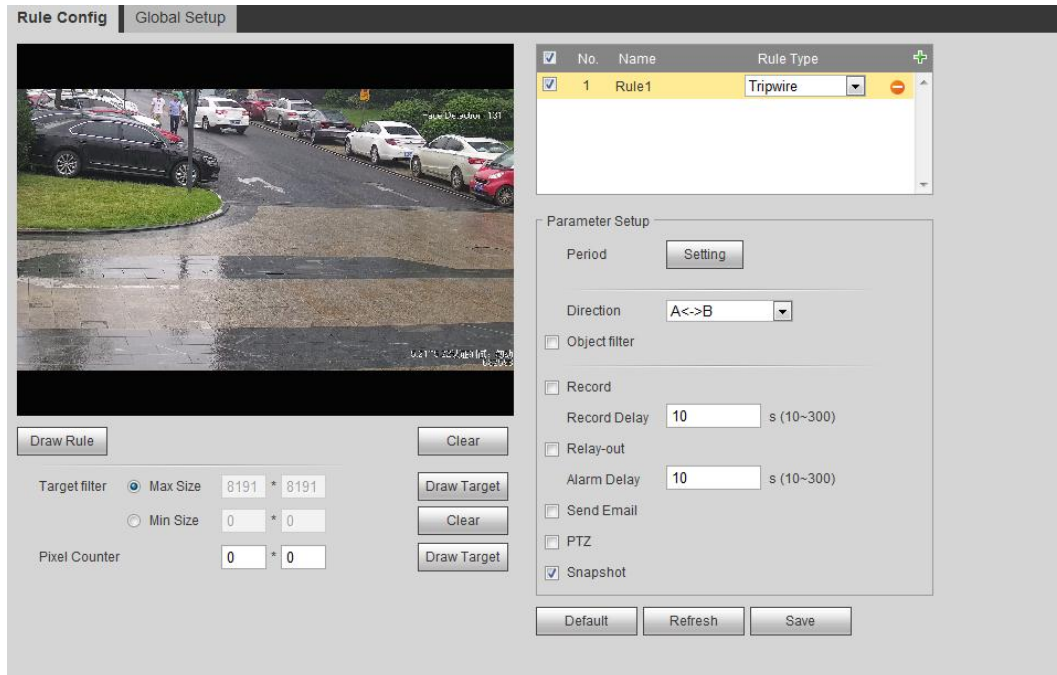 Rule Config Global Setup
No. Name Rule Type
1 Rule1 Tripwire
Parameter Setup
Period Setting
Direction A<->B
Object filter
Record
Record Delay 10 s (10~300)
Relay-out
Alarm Delay 10 s (10~300)
Send Email
PTZ
Snapshot
Default Refresh Save
Draw Rule Clear
Target filter Max Size 8191 * 8191 Draw Target
Min Size 0 * 0 Clear
Pixel Counter 0 * 0 Draw Target